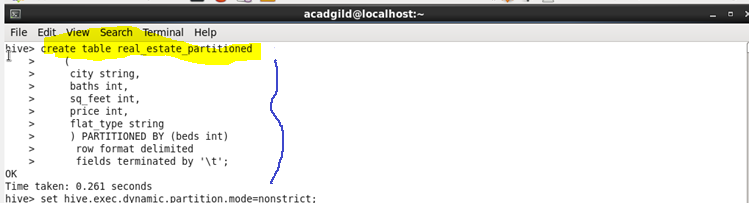 acadgild@localhost:~
File Edit View Search Terminal Help
hive> create table real_estate_partitioned
    >     (
    >      city string,
    >      baths int,
    >      sq_feet int,
    >      price int,
    >      flat_type string
    >      ) PARTITIONED BY (beds int)
    >       row format delimited
    >       fields terminated by '\t';
OK
Time taken: 0.261 seconds
hive> set hive.exec.dynamic.partition.mode=nonstrict;